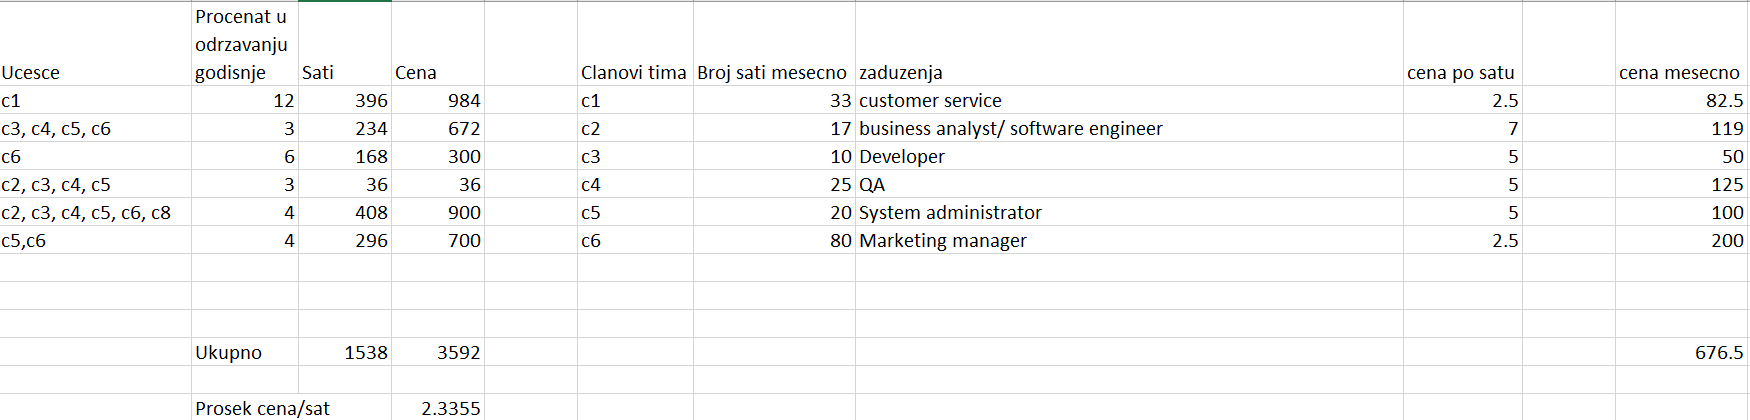 Ucesce Procenat u odrzavanju godisnje Sati Cena Clanovi tima Broj sati mesecno zaduzenja cena po satu cena mesecno
c1 12 396 984 c1 33 customer service 2.5 82.5
c3, c4, c5, c6 3 234 672 c2 17 business analyst/ software engineer 7 119
c6 6 168 300 c3 10 Developer 5 50
c2, c3, c4, c5 3 36 36 c4 25 QA 5 125
c2, c3, c4, c5, c6, c8 4 408 900 c5 20 System administrator 5 100
c5,c6 4 296 700 c6 80 Marketing manager 2.5 200
Ukupno 1538 3592 676.5
Prosek cena/sat 2.3355